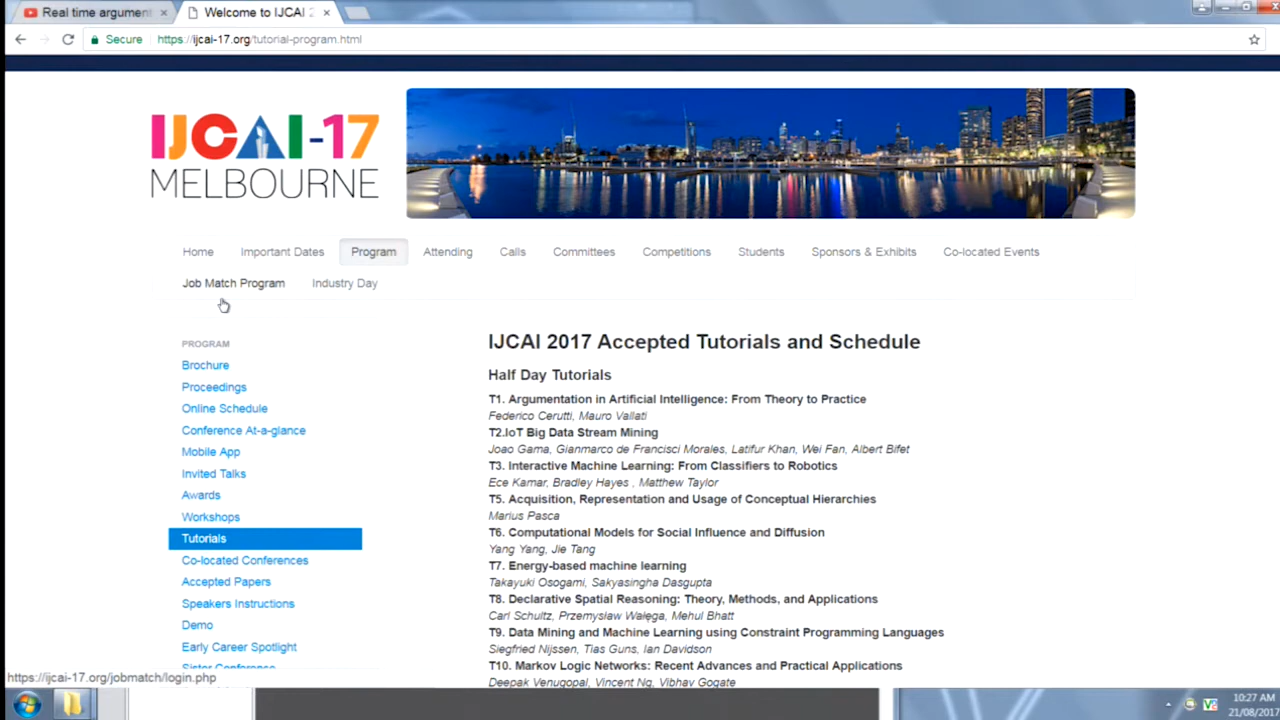 Real time argument
Welcome to IJCAI 2
Secure https://ijcai-17.org/tutorial-program.html
IJCAI-17
MELBOURNE
Home Important Dates Program Attending Calls Committees Competitions Students Sponsors & Exhibits Co-located Events
Job Match Program Industry Day
PROGRAM
Brochure
Proceedings
Online Schedule
Conference At-a-glance
Mobile App
Invited Talks
Awards
Workshops
Tutorials
Co-located Conferences
Accepted Papers
Speakers Instructions
Demo
Early Career Spotlight
Sister Conference
IJCAI 2017 Accepted Tutorials and Schedule
Half Day Tutorials
T1. Argumentation in Artificial Intelligence: From Theory to Practice
Federico Cerutti, Mauro Vallati
T2.IoT Big Data Stream Mining
Joao Gama, Gianmarco de Francisci Morales, Latifur Khan, Wei Fan, Albert Bifet
T3. Interactive Machine Learning: From Classifiers to Robotics
Ece Kamar, Bradley Hayes , Matthew Taylor
T5. Acquisition, Representation and Usage of Conceptual Hierarchies
Marius Pasca
T6. Computational Models for Social Influence and Diffusion
Yang Yang, Jie Tang
T7. Energy-based machine learning
Takayuki Osogami, Sakyasingha Dasgupta
T8. Declarative Spatial Reasoning: Theory, Methods, and Applications
Carl Schultz, Przemysław Wałęga, Mehul Bhatt
T9. Data Mining and Machine Learning using Constraint Programming Languages
Siegfried Nijssen, Tias Guns, Ian Davidson
T10. Markov Logic Networks: Recent Advances and Practical Applications
Deepak Venugopal, Vincent Ng, Vibhav Gogate
https://ijcai-17.org/jobmatch/login.php
10:27 AM
21/08/2017